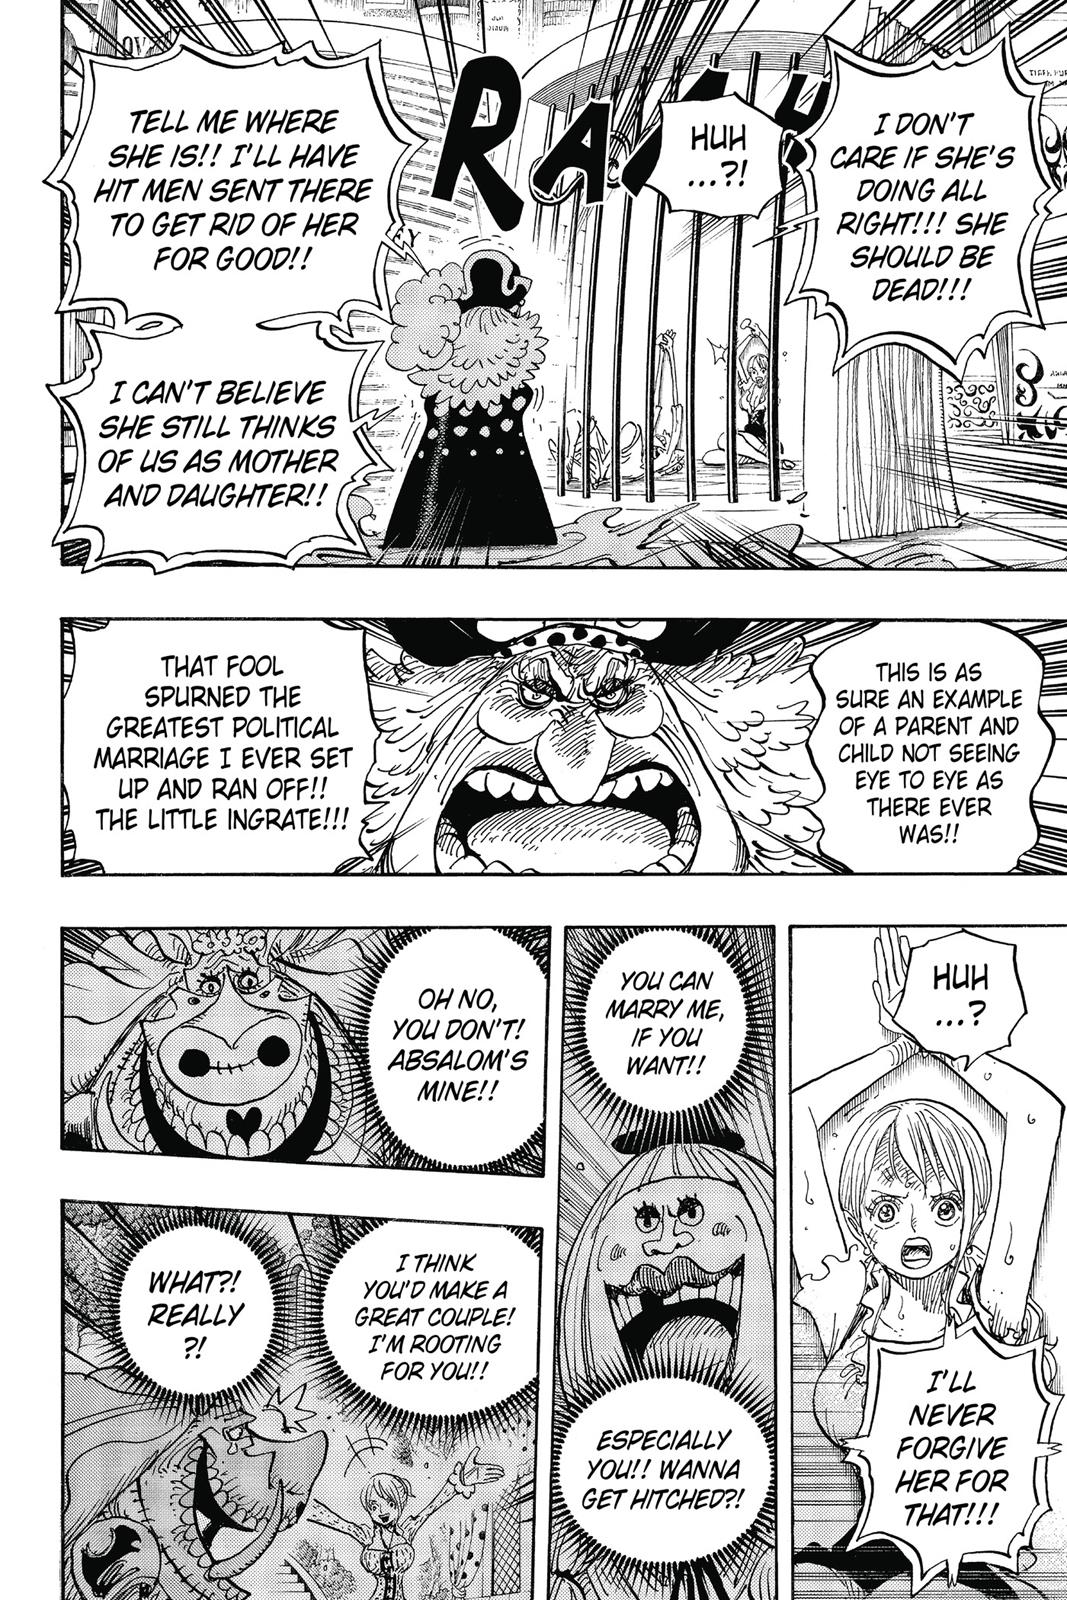 I DON'T
CARE IF SHE'S
DOING ALL
RIGHT!!! SHE
SHOULD BE
DEAD!!!
HUH
...?!
TELL ME WHERE
SHE IS!! I'LL HAVE
HIT MEN SENT THERE
TO GET RID OF HER
FOR GOOD!!
I CAN'T BELIEVE
SHE STILL THINKS
OF US AS MOTHER
AND DAUGHTER!!
THIS IS AS
SURE AN EXAMPLE
OF A PARENT AND
CHILD NOT SEEING
EYE TO EYE AS
THERE EVER
WAS!!
THAT FOOL
SPURNED THE
GREATEST POLITICAL
MARRIAGE I EVER SET
UP AND RAN OFF!!
THE LITTLE INGRATE!!!
HUH
...?
I'LL
NEVER
FORGIVE
HER FOR
THAT!!!
YOU CAN
MARRY ME,
IF YOU
WANT!!
ESPECIALLY
YOU!! WANNA
GET HITCHED?!
OH NO,
YOU DON'T!
ABSALOM'S
MINE!!
I THINK
YOU'D MAKE A
GREAT COUPLE!
I'M ROOTING
FOR YOU!!
WHAT?!
REALLY
?!